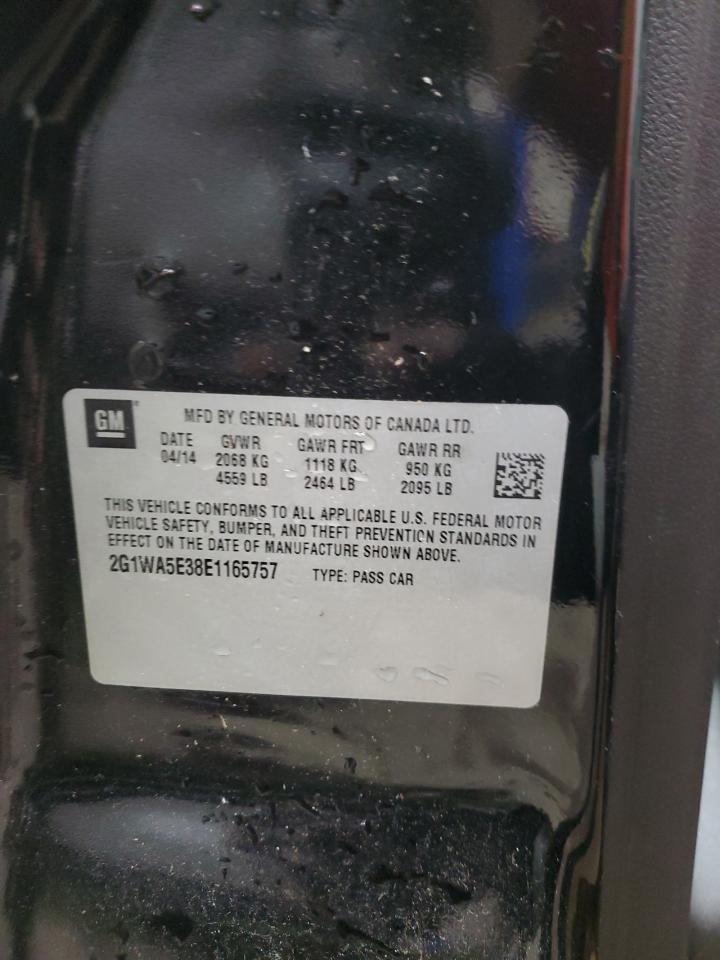 GM
MFD BY GENERAL MOTORS OF CANADA LTD.
DATE GVWR GAWR FRT GAWR RR
04/14 2068 KG 1118 KG 950 KG
4559 LB 2464 LB 2095 LB
THIS VEHICLE CONFORMS TO ALL APPLICABLE U.S. FEDERAL MOTOR
VEHICLE SAFETY, BUMPER, AND THEFT PREVENTION STANDARDS IN
EFFECT ON THE DATE OF MANUFACTURE SHOWN ABOVE.
2G1WA5E38E1165757 TYPE: PASS CAR